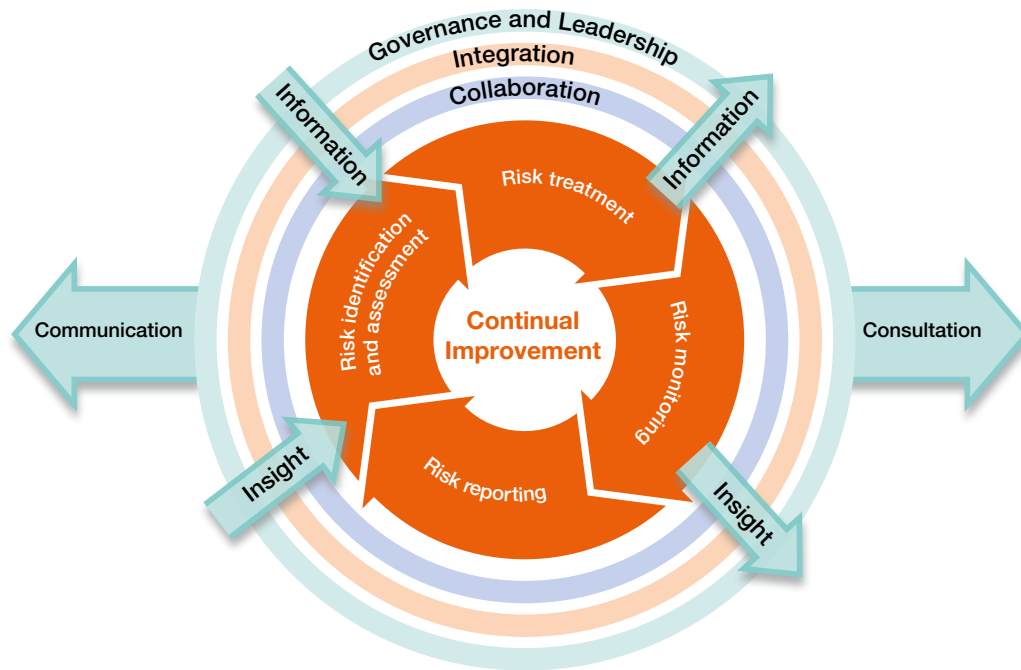 Governance and Leadership
Integration
Collaboration
Information
Information
Risk treatment
Risk identification
and assessment
Continual
Improvement
Risk monitoring
Risk reporting
Communication
Consultation
Insight
Insight